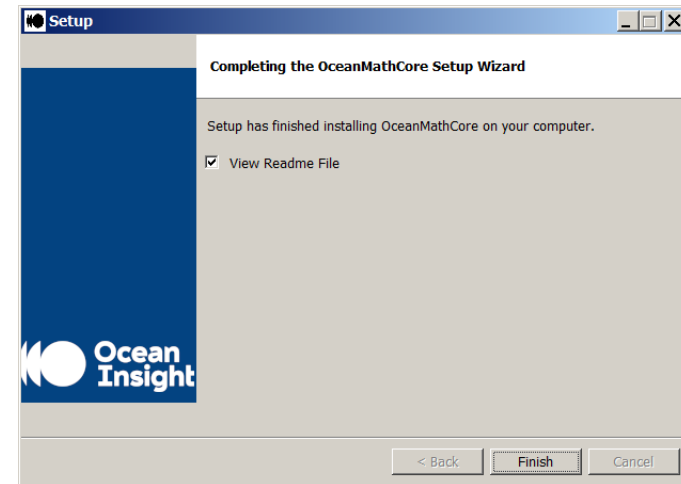 Setup
Completing the OceanMathCore Setup Wizard
Setup has finished installing OceanMathCore on your computer.
View Readme File
Ocean
Insight
< Back
Finish
Cancel